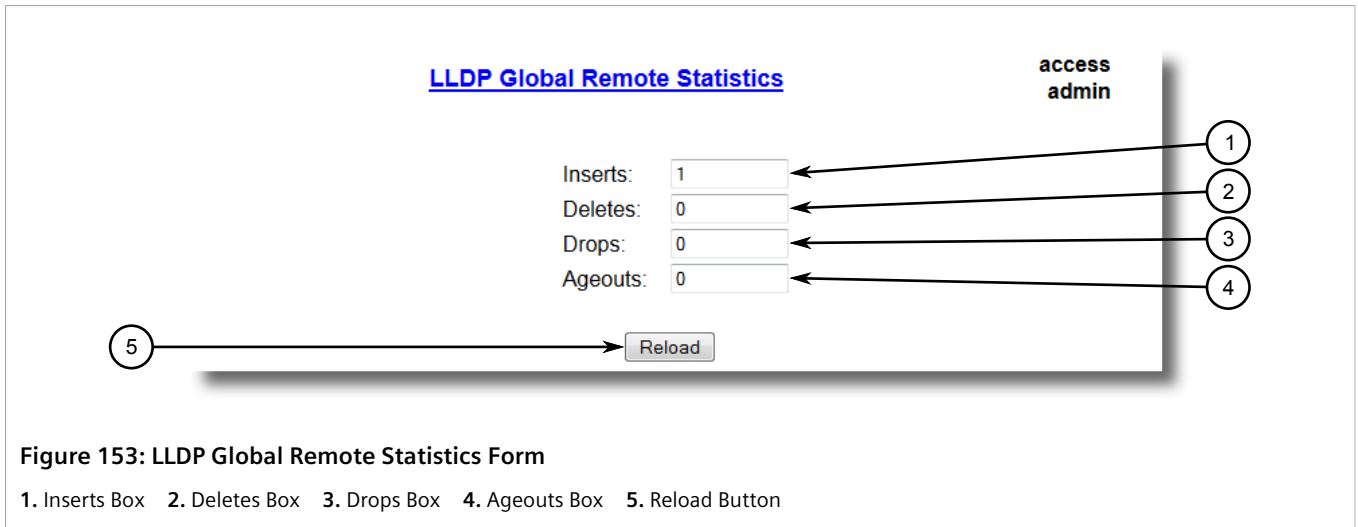 LLDP Global Remote Statistics
access
admin
Inserts: 1
Deletes: 0
Drops: 0
Ageouts: 0
Reload
1
2
3
4
5
Figure 153: LLDP Global Remote Statistics Form
1. Inserts Box 2. Deletes Box 3. Drops Box 4. Ageouts Box 5. Reload Button